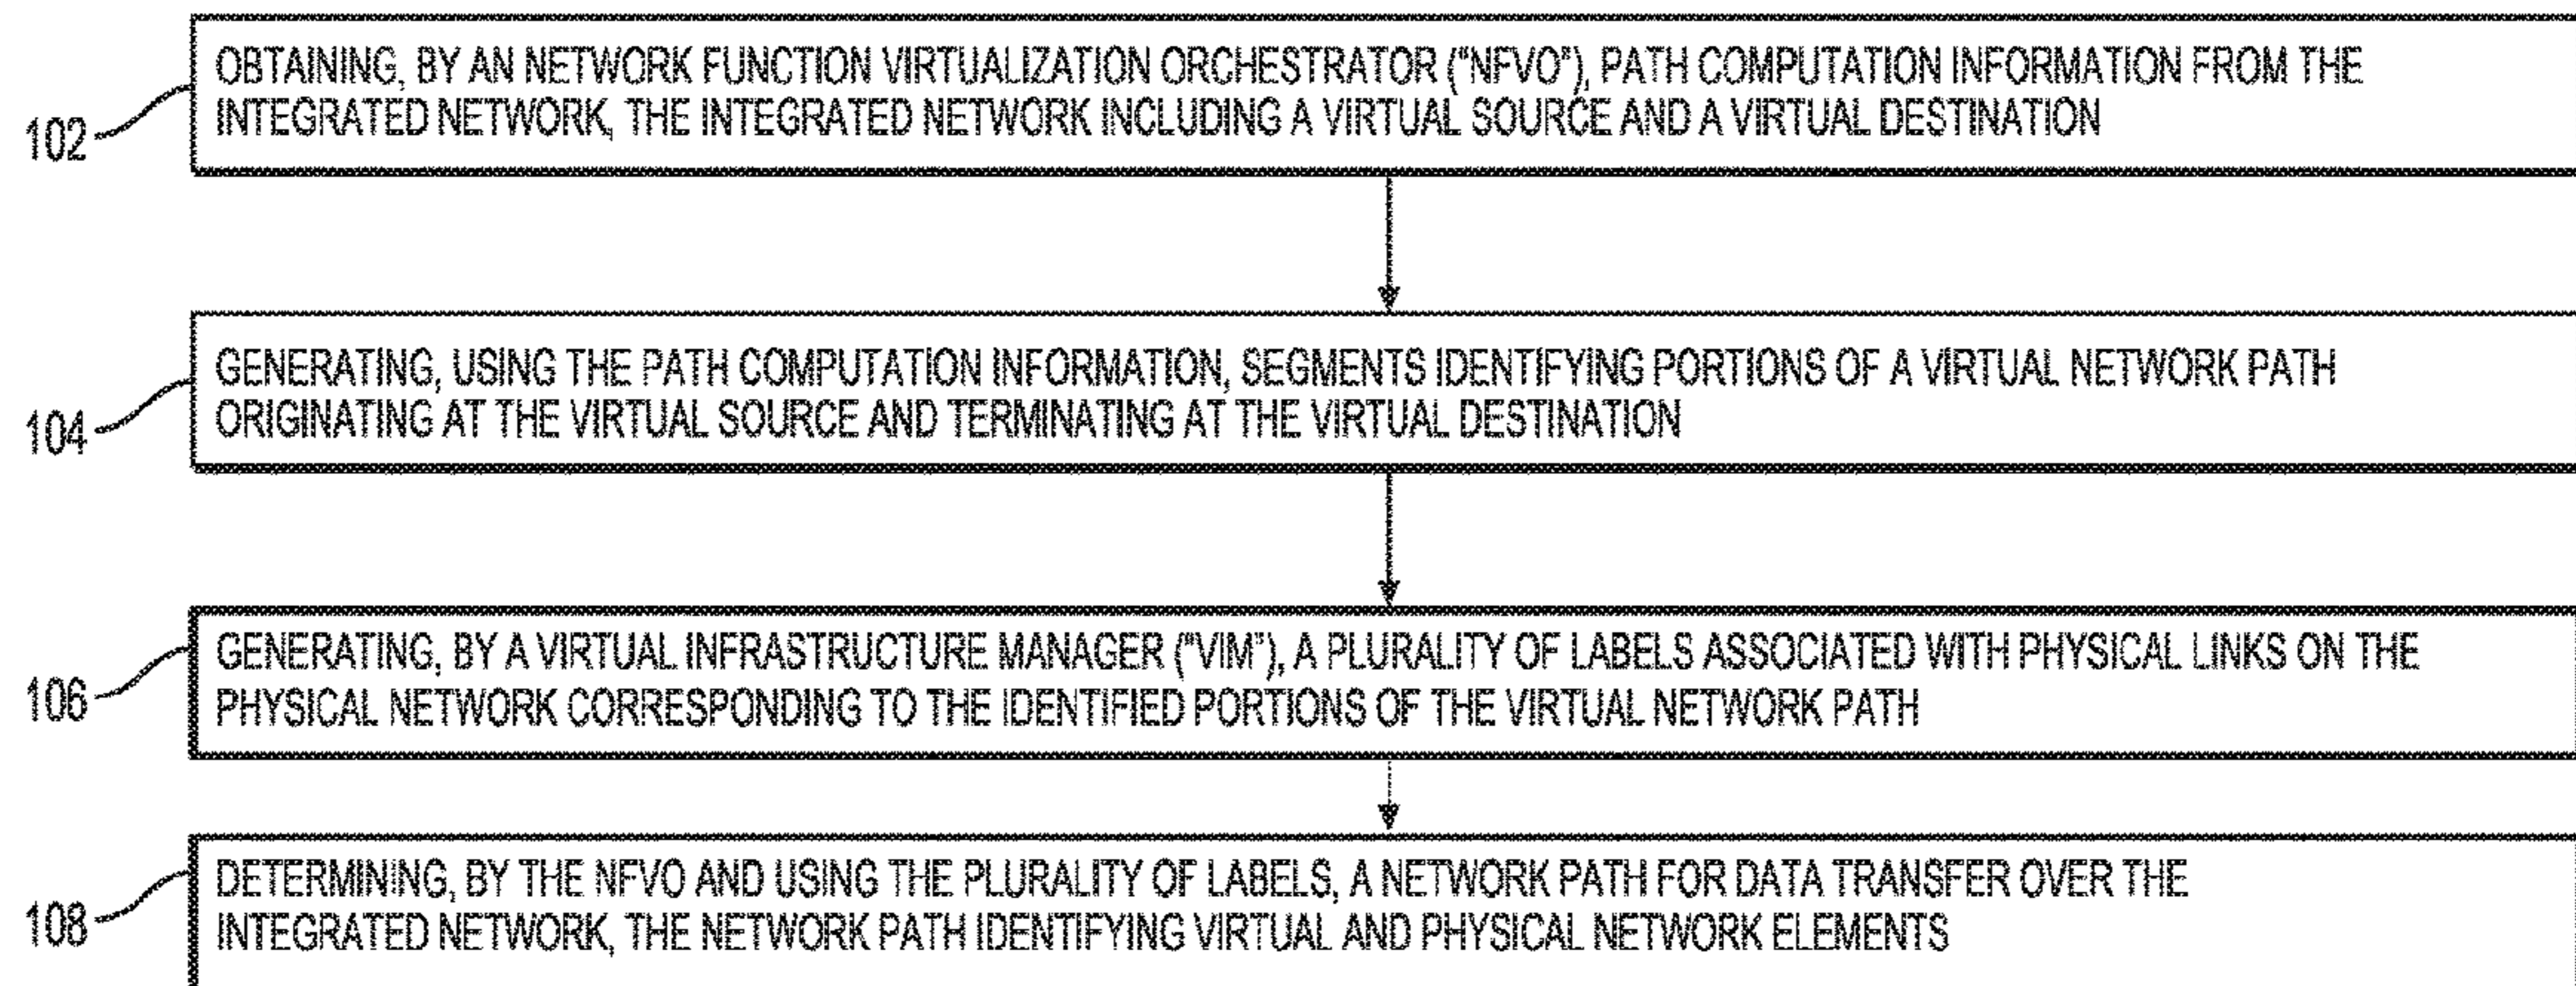 OBTAINING, BY AN NETWORK FUNCTION VIRTUALIZATION ORCHESTRATOR ("NFVO"), PATH COMPUTATION INFORMATION FROM THE
INTEGRATED NETWORK, THE INTEGRATED NETWORK INCLUDING A VIRTUAL SOURCE AND A VIRTUAL DESTINATION
102
GENERATING, USING THE PATH COMPUTATION INFORMATION, SEGMENTS IDENTIFYING PORTIONS OF A VIRTUAL NETWORK PATH
ORIGINATING AT THE VIRTUAL SOURCE AND TERMINATING AT THE VIRTUAL DESTINATION
104
GENERATING, BY A VIRTUAL INFRASTRUCTURE MANAGER ("VIM"), A PLURALITY OF LABELS ASSOCIATED WITH PHYSICAL LINKS ON THE
PHYSICAL NETWORK CORRESPONDING TO THE IDENTIFIED PORTIONS OF THE VIRTUAL NETWORK PATH
106
DETERMINING, BY THE NFVO AND USING THE PLURALITY OF LABELS, A NETWORK PATH FOR DATA TRANSFER OVER THE
INTEGRATED NETWORK, THE NETWORK PATH IDENTIFYING VIRTUAL AND PHYSICAL NETWORK ELEMENTS
108